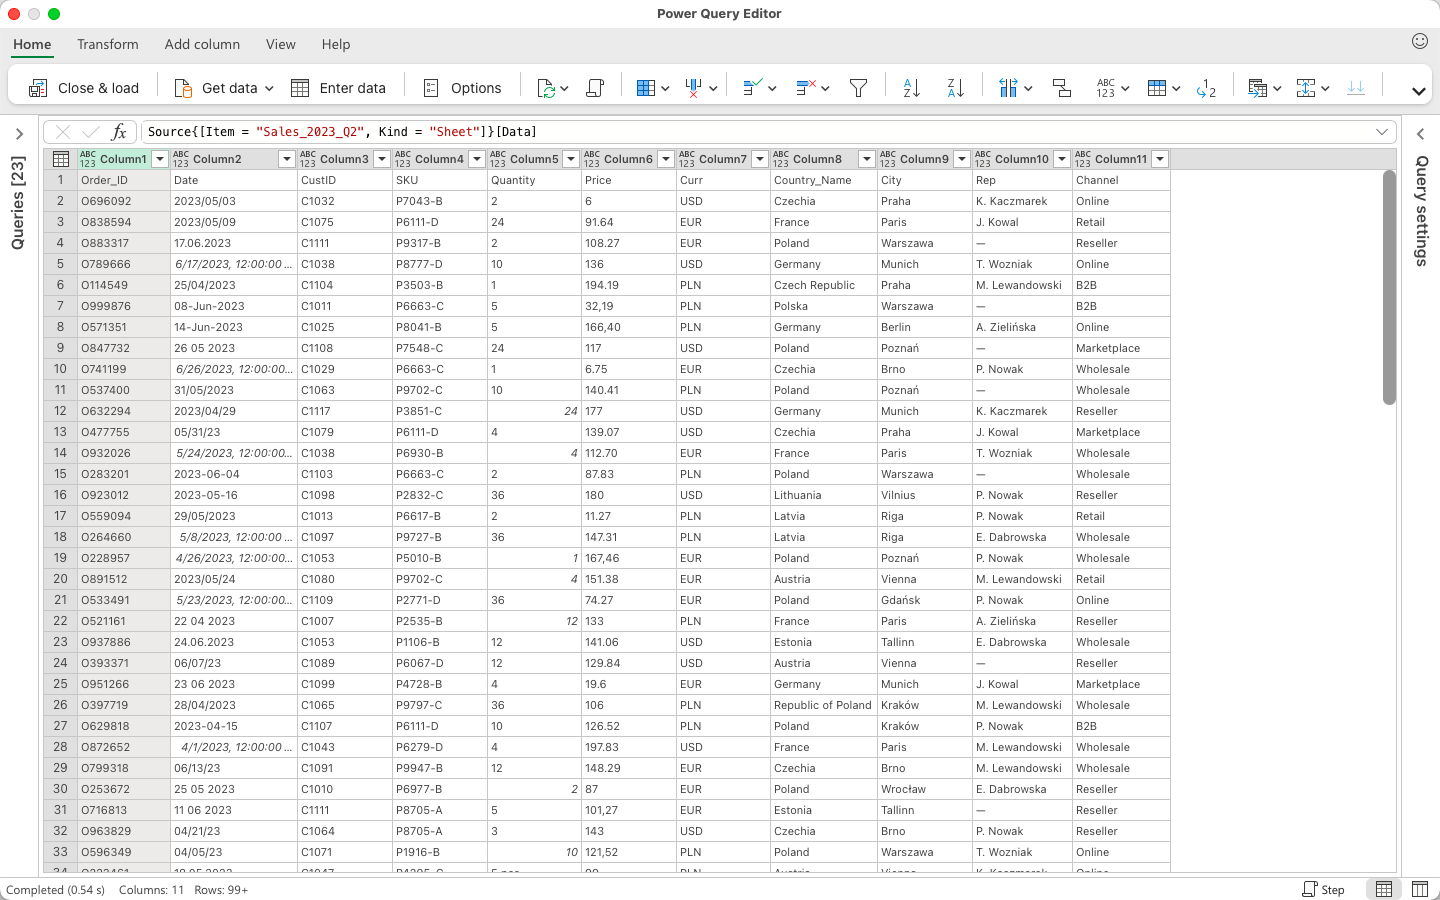 Power Query Editor
Home Transform Add column View Help
Close & load Get data Enter data Options
fx Source{[Item = "Sales_2023_Q2", Kind = "Sheet"]}[Data]
Queries [23]
Query settings
ABC 123 Column1 ABC 123 Column2 ABC 123 Column3 ABC 123 Column4 ABC 123 Column5 ABC 123 Column6 ABC 123 Column7 ABC 123 Column8 ABC 123 Column9 ABC 123 Column10 ABC 123 Column11
1 Order_ID Date CustID SKU Quantity Price Curr Country_Name City Rep Channel
2 O696092 2023/05/03 C1032 P7043-B 2 6 USD Czechia Praha K. Kaczmarek Online
3 O838594 2023/05/09 C1075 P6111-D 24 91.64 EUR France Paris J. Kowal Retail
4 O883317 17.06.2023 C1111 P9317-B 2 108.27 EUR Poland Warszawa — Reseller
5 O789666 6/17/2023, 12:00:00 ... C1038 P8777-D 10 136 USD Germany Munich T. Wozniak Online
6 O114549 25/04/2023 C1104 P3503-B 1 194.19 PLN Czech Republic Praha M. Lewandowski B2B
7 O999876 08-Jun-2023 C1011 P6663-C 5 32,19 PLN Polska Warszawa — B2B
8 O571351 14-Jun-2023 C1025 P8041-B 5 166,40 PLN Germany Berlin A. Zielińska Online
9 O847732 26 05 2023 C1108 P7548-C 24 117 USD Poland Poznań — Marketplace
10 O741199 6/26/2023, 12:00:00... C1029 P6663-C 1 6.75 EUR Czechia Brno P. Nowak Wholesale
11 O537400 31/05/2023 C1063 P9702-C 10 140.41 PLN Poland Poznań — Wholesale
12 O632294 2023/04/29 C1117 P3851-C 24 177 USD Germany Munich K. Kaczmarek Reseller
13 O477755 05/31/23 C1079 P6111-D 4 139.07 USD Czechia Praha J. Kowal Marketplace
14 O932026 5/24/2023, 12:00:00... C1038 P6930-B 4 112.70 EUR France Paris T. Wozniak Wholesale
15 O283201 2023-06-04 C1103 P6663-C 2 87.83 PLN Poland Warszawa — Wholesale
16 O923012 2023-05-16 C1098 P2832-C 36 180 USD Lithuania Vilnius P. Nowak Reseller
17 O559094 29/05/2023 C1013 P6617-B 2 11.27 PLN Latvia Riga P. Nowak Retail
18 O264660 5/8/2023, 12:00:00 ... C1097 P9727-B 36 147.31 PLN Latvia Riga E. Dabrowska Wholesale
19 O228957 4/26/2023, 12:00:00... C1053 P5010-B 1 167,46 EUR Poland Poznań P. Nowak Wholesale
20 O891512 2023/05/24 C1080 P9702-C 4 151.38 EUR Austria Vienna M. Lewandowski Retail
21 O533491 5/23/2023, 12:00:00... C1109 P2771-D 36 74.27 EUR Poland Gdańsk P. Nowak Online
22 O521161 22 04 2023 C1007 P2535-B 12 133 PLN France Paris A. Zielińska Reseller
23 O937886 24.06.2023 C1053 P1106-B 12 141.06 USD Estonia Tallinn E. Dabrowska Wholesale
24 O393371 06/07/23 C1089 P6067-D 12 129.84 USD Austria Vienna — Reseller
25 O951266 23 06 2023 C1099 P4728-B 4 19.6 EUR Germany Munich J. Kowal Marketplace
26 O397719 28/04/2023 C1065 P9797-C 36 106 PLN Republic of Poland Kraków M. Lewandowski Wholesale
27 O629818 2023-04-15 C1107 P6111-D 10 126.52 PLN Poland Kraków P. Nowak B2B
28 O872652 4/1/2023, 12:00:00 ... C1043 P6279-D 4 197.83 USD France Paris M. Lewandowski Wholesale
29 O799318 06/13/23 C1091 P9947-B 12 148.29 EUR Czechia Brno M. Lewandowski Wholesale
30 O253672 25 05 2023 C1010 P6977-B 2 87 EUR Poland Wrocław E. Dabrowska Reseller
31 O716813 11 06 2023 C1111 P8705-A 5 101,27 EUR Estonia Tallinn — Reseller
32 O963829 04/21/23 C1064 P8705-A 3 143 USD Czechia Brno P. Nowak Reseller
33 O596349 04/05/23 C1071 P1916-B 10 121,52 PLN Poland Warszawa T. Wozniak Online
Completed (0.54 s) Columns: 11 Rows: 99+ Step